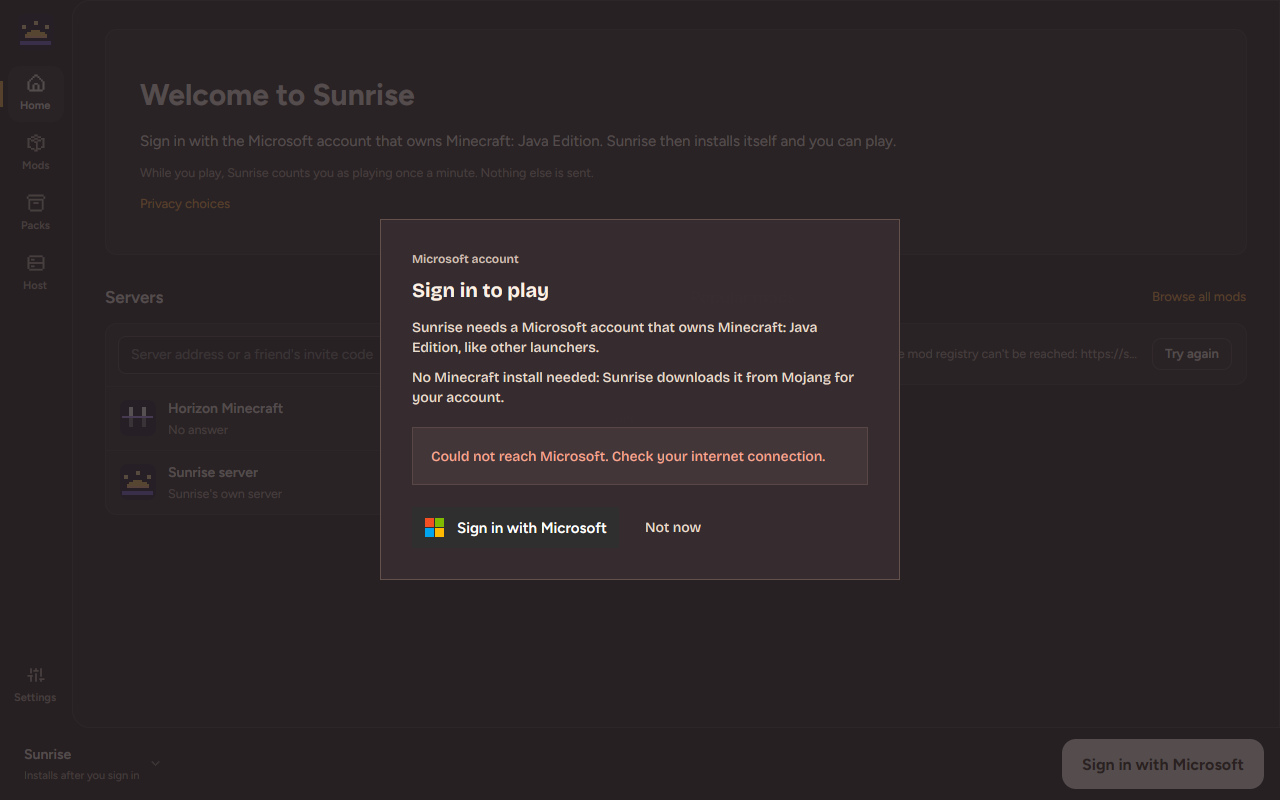 Home
Mods
Packs
Host
Settings
Welcome to Sunrise
Sign in with the Microsoft account that owns Minecraft: Java Edition. Sunrise then installs itself and you can play.
While you play, Sunrise counts you as playing once a minute. Nothing else is sent.
Privacy choices
Servers
Browse all mods
Server address or a friend's invite code
e mod registry can't be reached: https://s...
Try again
Horizon Minecraft
No answer
Sunrise server
Sunrise's own server
Microsoft account
Sign in to play
Sunrise needs a Microsoft account that owns Minecraft: Java
Edition, like other launchers.
No Minecraft install needed: Sunrise downloads it from Mojang for
your account.
Could not reach Microsoft. Check your internet connection.
Sign in with Microsoft
Not now
Sunrise
Installs after you sign in
Sign in with Microsoft